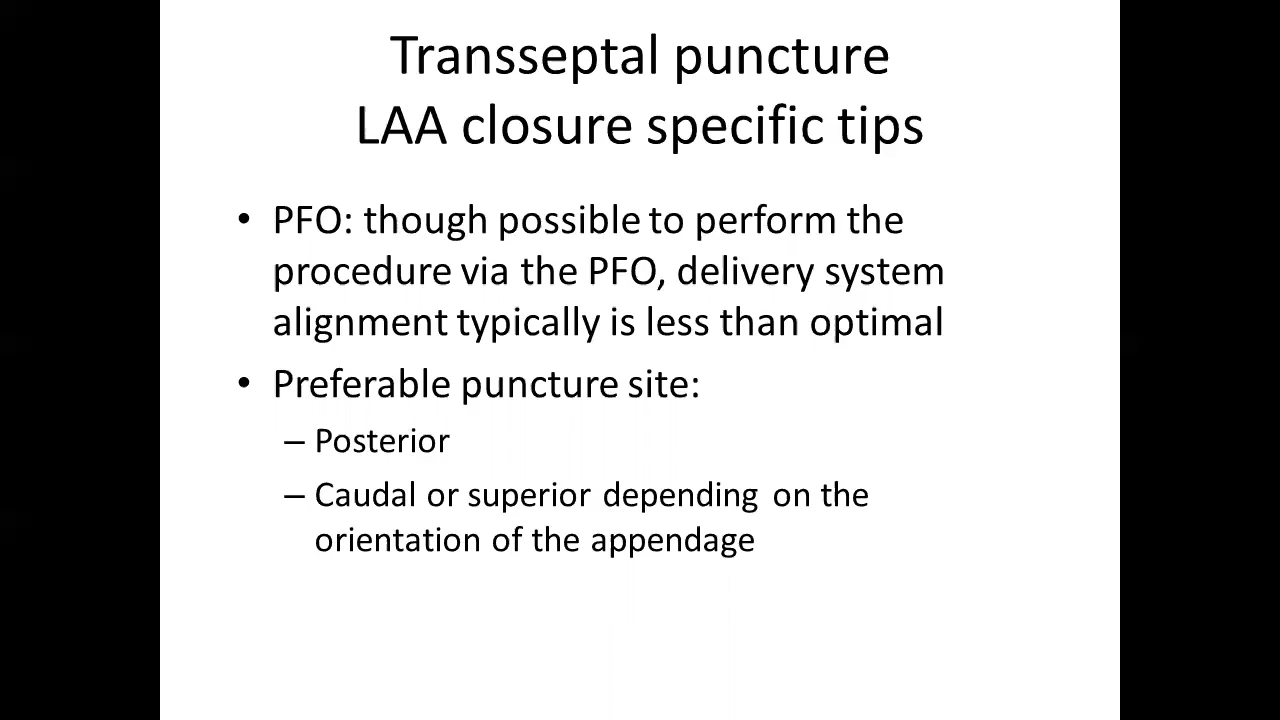 Transseptal puncture
LAA closure specific tips
• PFO: though possible to perform the
procedure via the PFO, delivery system
alignment typically is less than optimal
• Preferable puncture site:
– Posterior
– Caudal or superior depending on the
orientation of the appendage